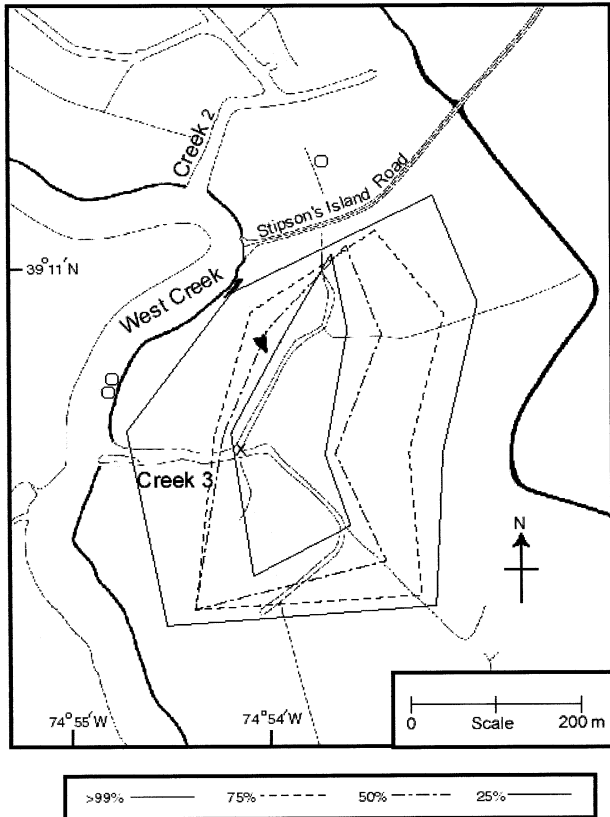 Creek 2
Stipson's Island Road
39°11'N
West Creek
X
Creek 3
N
74°55'W
74°54'W
0 Scale 200 m
>99% 75% 50% 25%